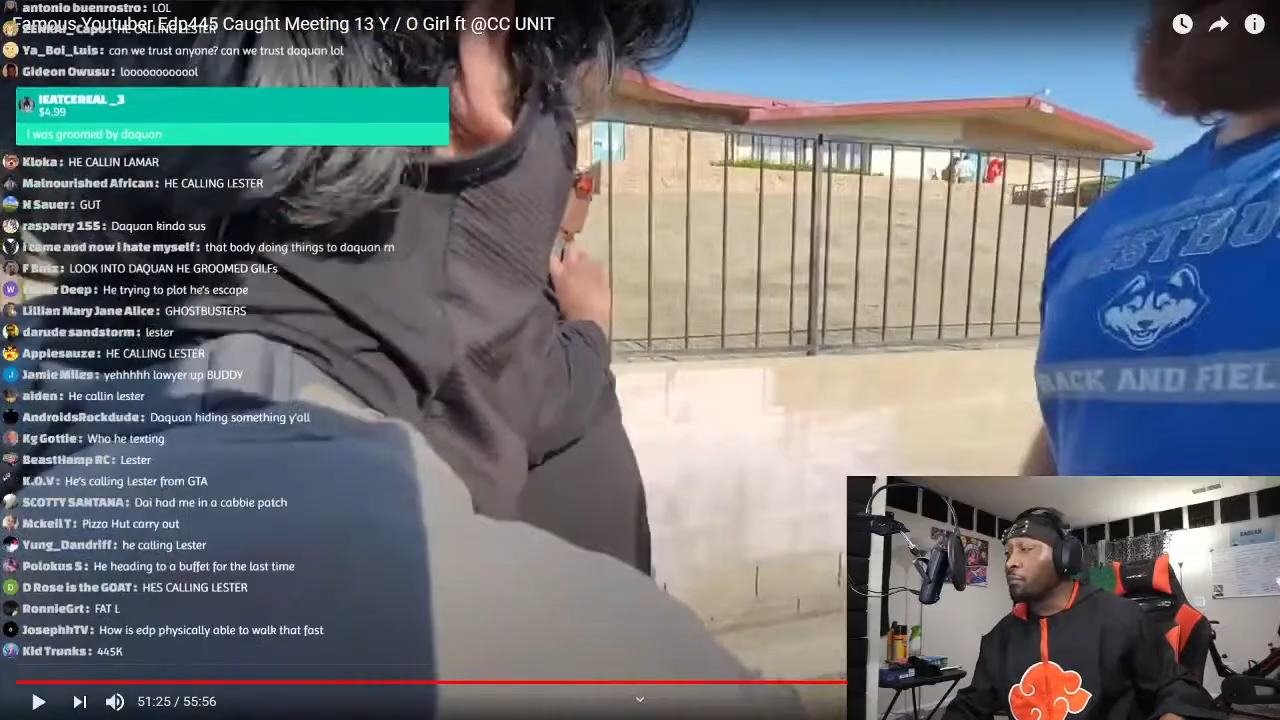 antonio buenrostro: LOL
Famous Youtuber Edp445 Caught Meeting 13 Y / O Girl ft @CC UNIT
ZENKAI_Capo: HE CALLING LESTER
Ya_Boi_Luis: can we trust anyone? can we trust daquan lol
Gideon Owusu: loooooooooool
IEATCEREAL_3
$4.99
I was groomed by daquan
Kloka: HE CALLIN LAMAR
Malnourished African: HE CALLING LESTER
N Sauer: GUT
rasparry 155: Daquan kinda sus
i came and now i hate myself: that body doing things to daquan rn
LOOK INTO DAQUAN HE GROOMED GILFs
Deep: He trying to plot he's escape
Lillian MaryJane Alice: GHOSTBUSTERS
darude sandstorm: lester
Applesauze: HE CALLING LESTER
Jamie Miles: yehhhhh lawyer up BUDDY
aiden: He callin lester
AndroidsRockdude: Daquan hiding something y'all
Kg Gottie: Who he texting
BeastHamp RC: Lester
K.O.V: He's calling Lester from GTA
SCOTTY SANTANA: Dai had me in a cabbie patch
Mckell T: Pizza Hut carry out
Yung_Dandriff: he calling Lester
Polokus S: He heading to a buffet for the last time
D Rose is the GOAT: HES CALLING LESTER
RonnieGrt: FAT L
JosephhTV: How is edp physically able to walk that fast
Kid Trunks: 445K
51:25 / 55:56
ESTBO
RACK AND FIEL